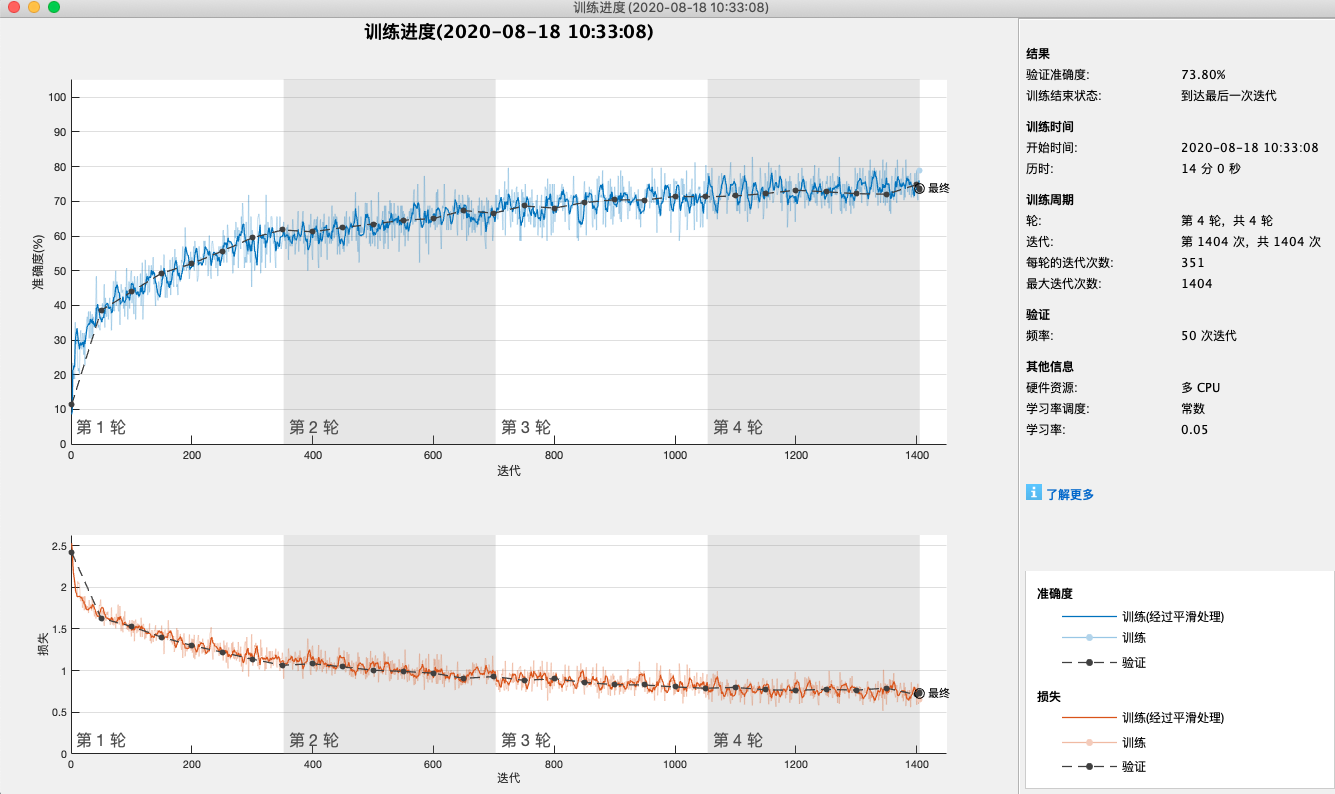 训练进度 (2020-08-18 10:33:08)
训练进度(2020-08-18 10:33:08)
准确度(%)
100
90
80
70
60
50
40
30
20
10
0
最终
第 1 轮
第 2 轮
第 3 轮
第 4 轮
0
200
400
600
800
1000
1200
1400
迭代
损失
2.5
2
1.5
1
0.5
0
最终
第 1 轮
第 2 轮
第 3 轮
第 4 轮
0
200
400
600
800
1000
1200
1400
迭代
结果
验证准确度: 73.80%
训练结束状态: 到达最后一次迭代
训练时间
开始时间: 2020-08-18 10:33:08
历时: 14 分 0 秒
训练周期
轮: 第 4 轮，共 4 轮
迭代: 第 1404 次，共 1404 次
每轮的迭代次数: 351
最大迭代次数: 1404
验证
频率: 50 次迭代
其他信息
硬件资源: 多 CPU
学习率调度: 常数
学习率: 0.05
i 了解更多
准确度
训练(经过平滑处理)
训练
验证
损失
训练(经过平滑处理)
训练
验证